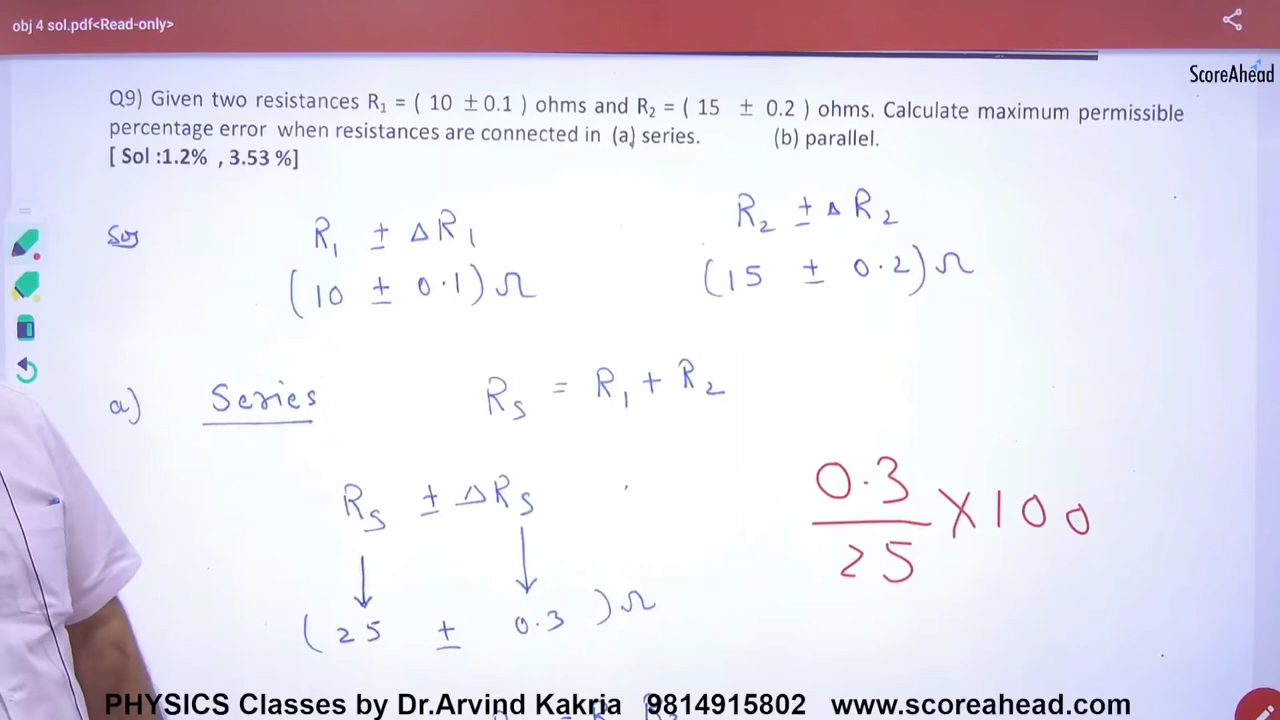 obj 4 sol.pdf<Read-only>
ScoreAhead
Q9) Given two resistances R₁ = ( 10 ± 0.1 ) ohms and R₂ = ( 15 ± 0.2 ) ohms. Calculate maximum permissible
percentage error when resistances are connected in (a) series. (b) parallel.
[ Sol :1.2% , 3.53 %]
Sol
R₁ ± ΔR₁
R₂ ± ΔR₂
(10 ± 0.1) Ω
(15 ± 0.2) Ω
a) Series
Rs = R₁ + R₂
Rs ± ΔRs
0.3/25 × 100
(25 ± 0.3) Ω
PHYSICS Classes by Dr.Arvind Kakria 9814915802 www.scoreahead.com